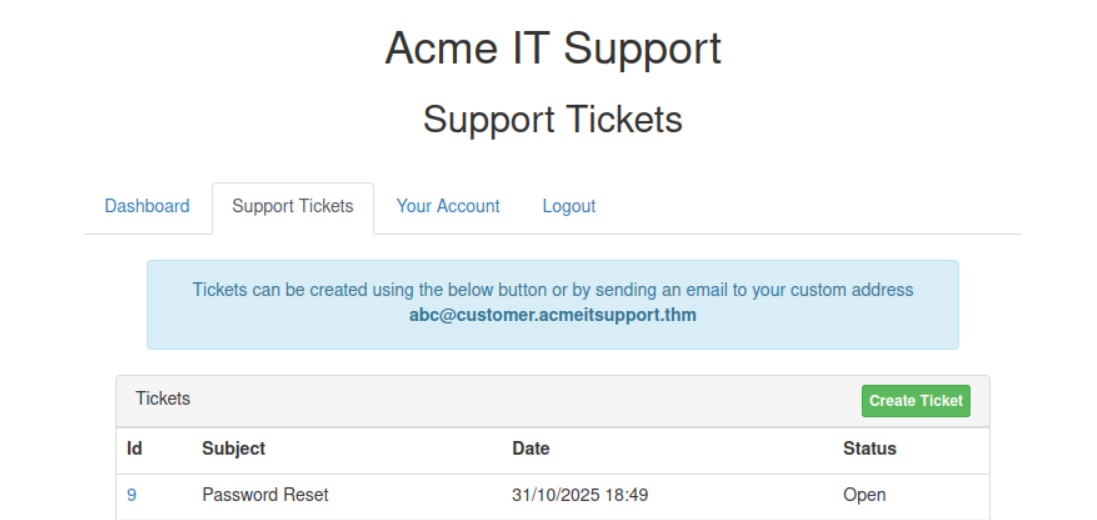 Acme IT Support
Support Tickets
Dashboard Support Tickets Your Account Logout
Tickets can be created using the below button or by sending an email to your custom address
abc@customer.acmeitsupport.thm
Tickets Create Ticket
Id Subject Date Status
9 Password Reset 31/10/2025 18:49 Open